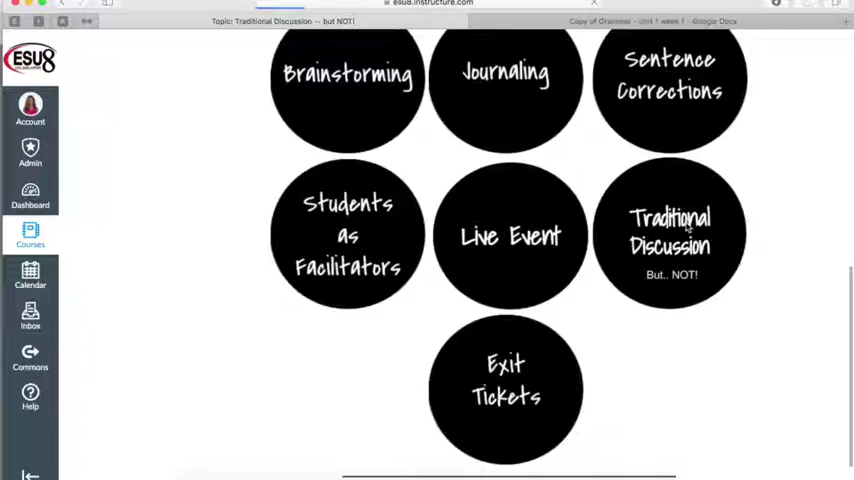 esu8.instructure.com
Topic: Traditional Discussion -- but NOT!
Copy of Grammar - Unit 1 week 1 - Google Docs
ESU8
Account
Admin
Dashboard
Courses
Calendar
Inbox
Commons
Help
Brainstorming
Journaling
Sentence
Corrections
Students
as
Facilitators
Live Event
Traditional
Discussion
But.. NOT!
Exit
Tickets